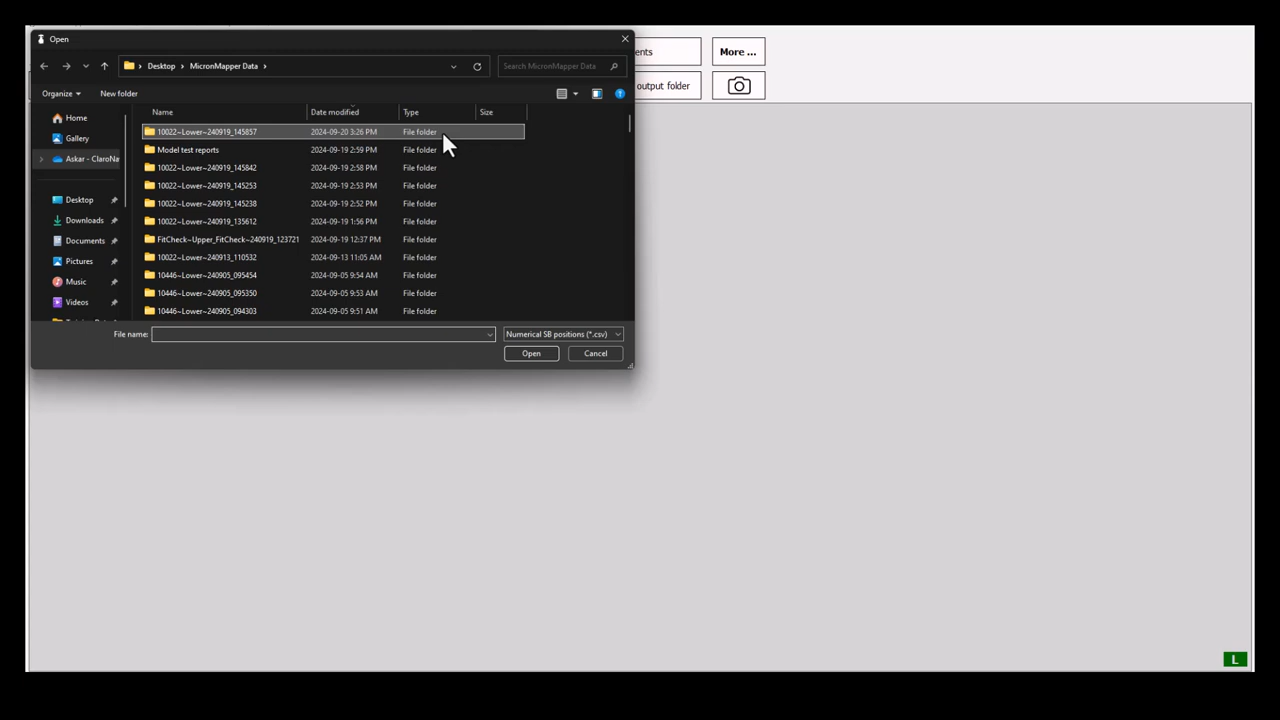 Open
Desktop > MicronMapper Data >
Search MicronMapper Data
Organize
New folder
Name
Date modified
Type
Size
Home
Gallery
Askar - ClaroNa
Desktop
Downloads
Documents
Pictures
Music
Videos
10022~Lower~240919_145857 2024-09-20 3:26 PM File folder
Model test reports 2024-09-19 2:59 PM File folder
10022~Lower~240919_145842 2024-09-19 2:58 PM File folder
10022~Lower~240919_145253 2024-09-19 2:53 PM File folder
10022~Lower~240919_145238 2024-09-19 2:52 PM File folder
10022~Lower~240919_135612 2024-09-19 1:56 PM File folder
FitCheck~Upper_FitCheck~240919_123721 2024-09-19 12:37 PM File folder
10022~Lower~240913_110532 2024-09-13 11:05 AM File folder
10446~Lower~240905_095454 2024-09-05 9:54 AM File folder
10446~Lower~240905_095350 2024-09-05 9:53 AM File folder
10446~Lower~240905_094303 2024-09-05 9:51 AM File folder
File name:
Numerical SB positions (*.csv)
Open
Cancel
ents
More ...
output folder
L